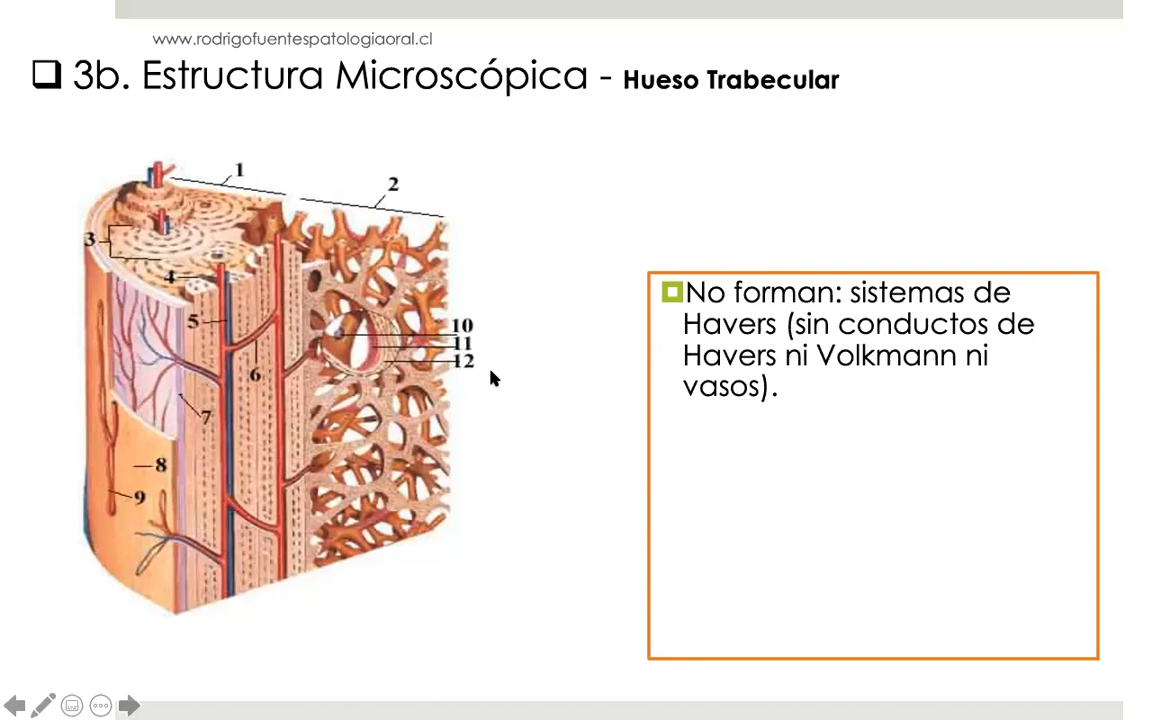 www.rodrigofuentespatologiaoral.cl
3b. Estructura Microscópica - Hueso Trabecular
1
2
3
4
5
6
7
8
9
10
11
12
No forman: sistemas de
Havers (sin conductos de
Havers ni Volkmann ni
vasos).